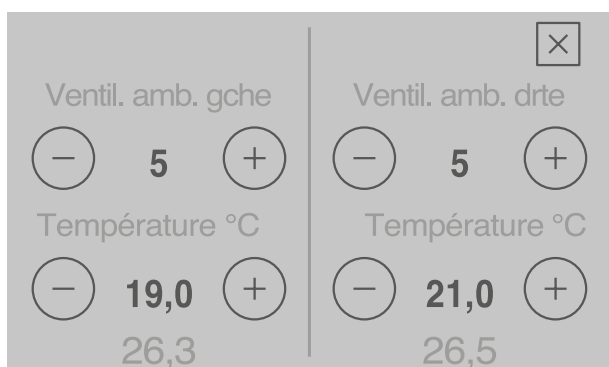 Ventil. amb. gche
5
Température °C
19,0
26,3
Ventil. amb. drte
5
Température °C
21,0
26,5